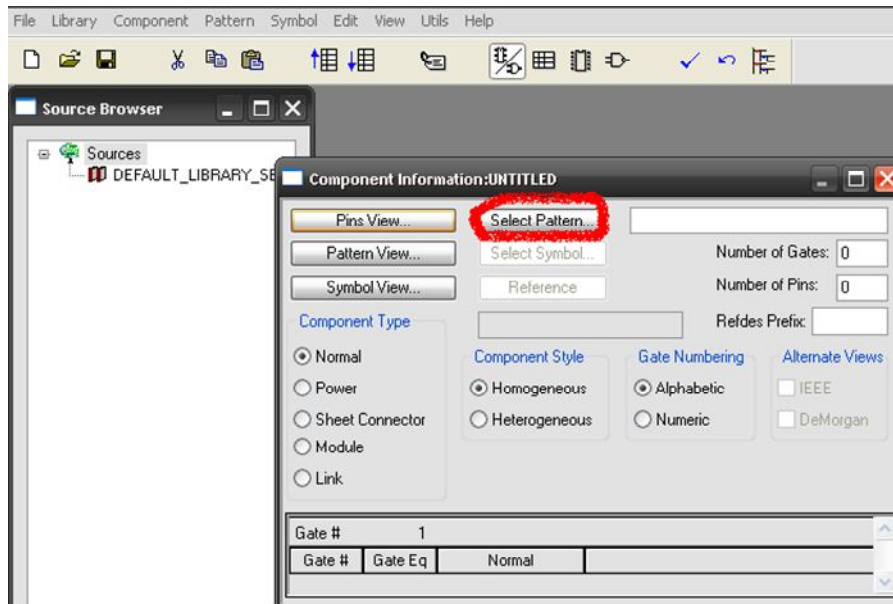 File Library Component Pattern Symbol Edit View Utils Help
Source Browser
Sources
DEFAULT_LIBRARY_SE
Component Information:UNTITLED
Pins View... Select Pattern...
Pattern View... Select Symbol... Number of Gates: 0
Symbol View... Reference Number of Pins: 0
Component Type Refdes Prefix:
Normal Component Style Gate Numbering Alternate Views
Power Homogeneous Alphabetic IEEE
Sheet Connector Heterogeneous Numeric DeMorgan
Module
Link
Gate # 1
Gate # Gate Eq Normal